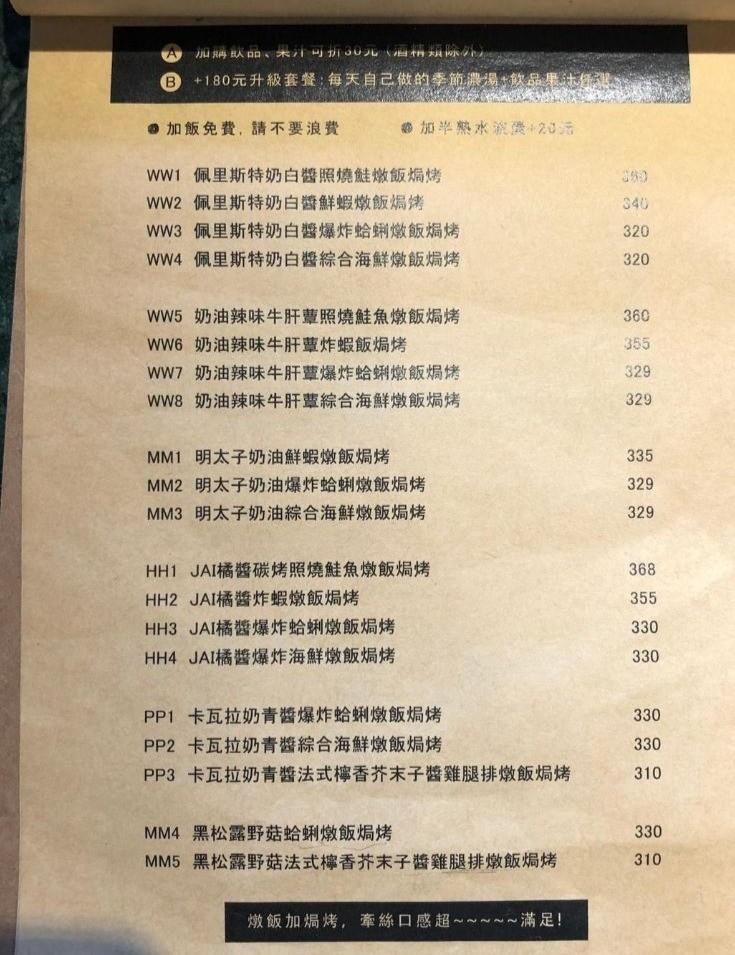 A 加購飲品、果汁可折30元（酒精類除外）
B +180元升級套餐：每天自己做的季節濃湯+飲品果汁任選
● 加飯免費，請不要浪費 ● 加半熟水波蛋+20元
WW1 佩里斯特奶白醬照燒鮭燉飯焗烤 360
WW2 佩里斯特奶白醬鮮蝦燉飯焗烤 340
WW3 佩里斯特奶白醬爆炸蛤蜊燉飯焗烤 320
WW4 佩里斯特奶白醬綜合海鮮燉飯焗烤 320
WW5 奶油辣味牛肝蕈照燒鮭魚燉飯焗烤 360
WW6 奶油辣味牛肝蕈炸蝦飯焗烤 355
WW7 奶油辣味牛肝蕈爆炸蛤蜊燉飯焗烤 329
WW8 奶油辣味牛肝蕈綜合海鮮燉飯焗烤 329
MM1 明太子奶油鮮蝦燉飯焗烤 335
MM2 明太子奶油爆炸蛤蜊燉飯焗烤 329
MM3 明太子奶油綜合海鮮燉飯焗烤 329
HH1 JAI橘醬碳烤照燒鮭魚燉飯焗烤 368
HH2 JAI橘醬炸蝦燉飯焗烤 355
HH3 JAI橘醬爆炸蛤蜊燉飯焗烤 330
HH4 JAI橘醬爆炸海鮮燉飯焗烤 330
PP1 卡瓦拉奶青醬爆炸蛤蜊燉飯焗烤 330
PP2 卡瓦拉奶青醬綜合海鮮燉飯焗烤 330
PP3 卡瓦拉奶青醬法式檸香芥末子醬雞腿排燉飯焗烤 310
MM4 黑松露野菇蛤蜊燉飯焗烤 330
MM5 黑松露野菇法式檸香芥末子醬雞腿排燉飯焗烤 310
燉飯加焗烤，牽絲口感超~~~~~滿足!